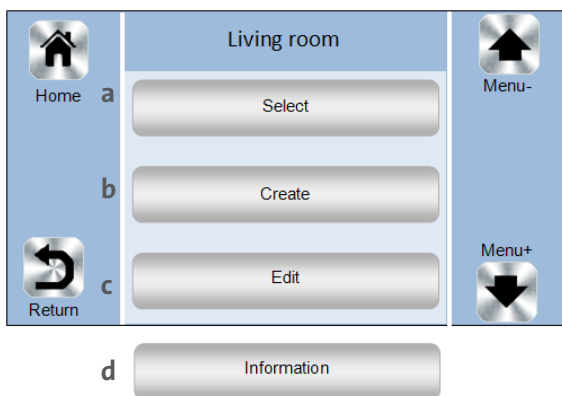 Living room
Home
Menu-
a
Select
b
Create
Menu+
c
Edit
Return
d
Information